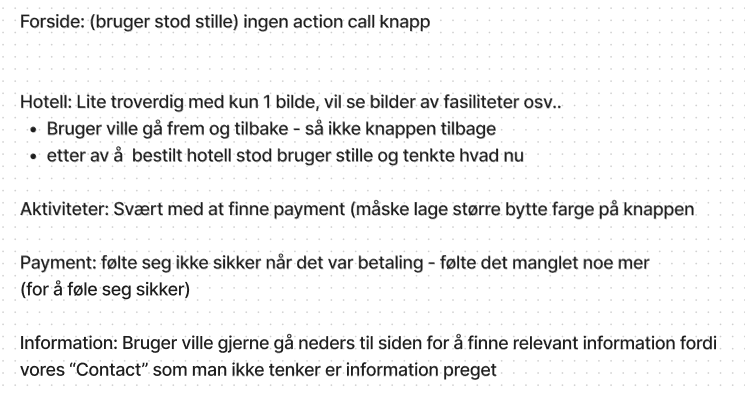 Forside: (bruger stod stille) ingen action call knapp
Hotell: Lite troverdig med kun 1 bilde, vil se bilder av fasiliteter osv..
• Bruger ville gå frem og tilbake - så ikke knappen tilbage
• etter av å  bestilt hotell stod bruger stille og tenkte hvad nu
Aktiviteter: Svært med at finne payment (måske lage større bytte farge på knappen
Payment: følte seg ikke sikker når det var betaling - følte det manglet noe mer
(for å føle seg sikker)
Information: Bruger ville gjerne gå neders til siden for å finne relevant information fordi
vores “Contact” som man ikke tenker er information preget